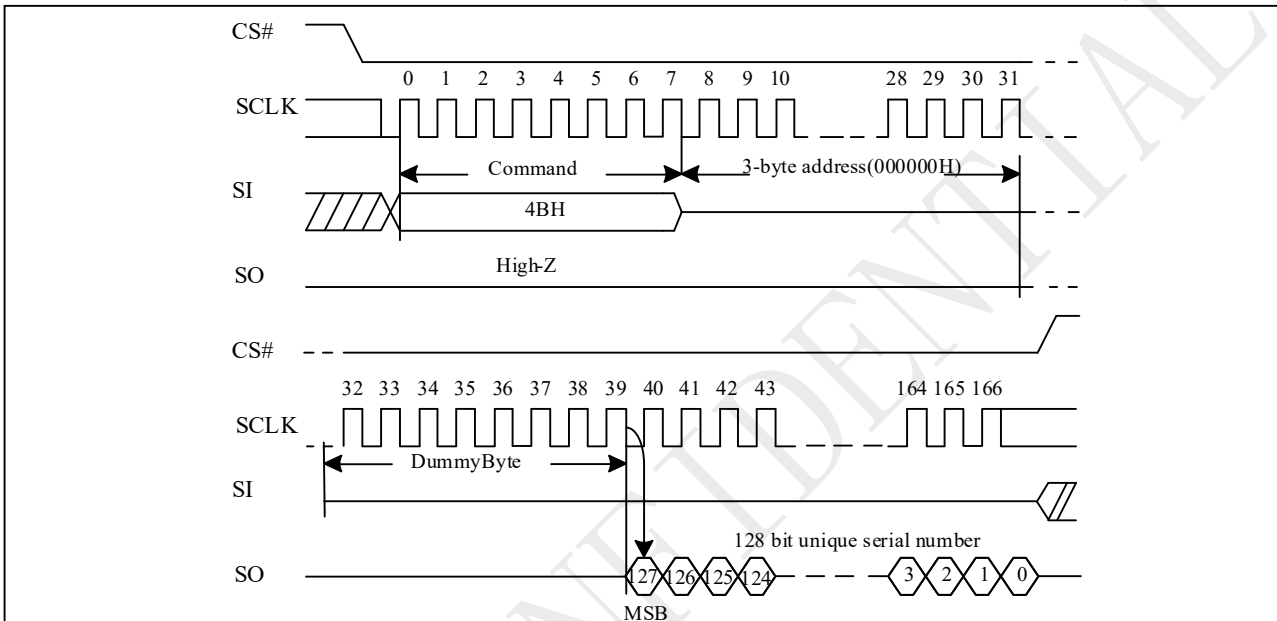 CS#
0 1 2 3 4 5 6 7 8 9 10 28 29 30 31
SCLK
Command 3-byte address(000000H)
SI
4BH
High-Z
SO
CS#
32 33 34 35 36 37 38 39 40 41 42 43 164 165 166
SCLK
DummyByte
SI
128 bit unique serial number
SO
127 126 125 124 3 2 1 0
MSB